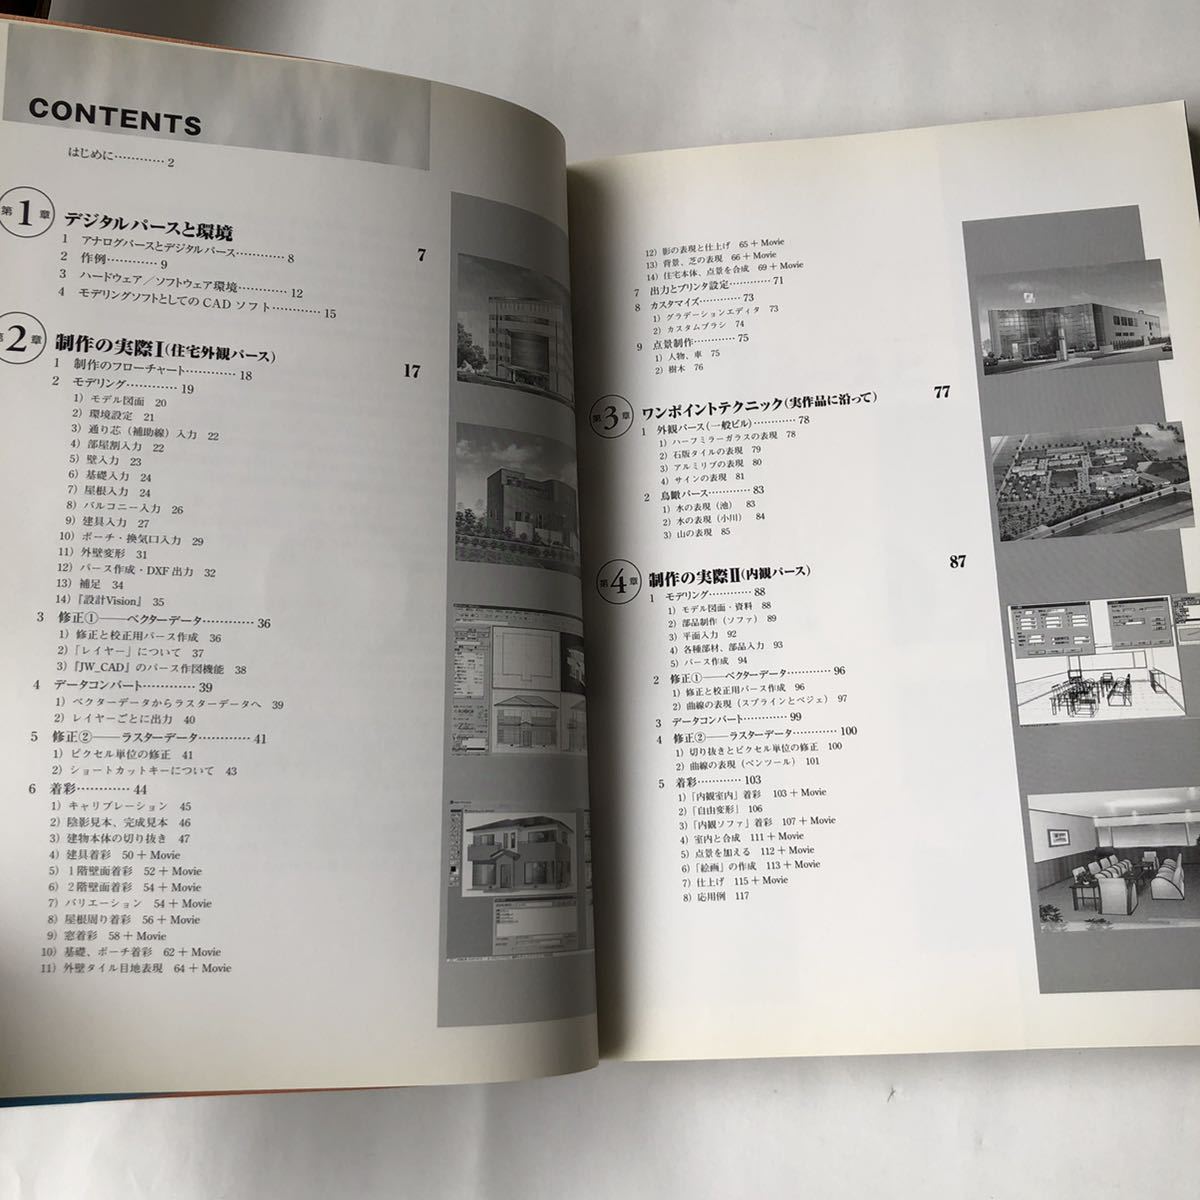 CONTENTS
はじめに…………2
第1章 デジタルパースと環境 7
1 アナログパースとデジタルパース…………8
2 作例…………9
3 ハードウェア／ソフトウェア環境…………12
4 モデリングソフトとしてのCADソフト…………15
第2章 制作の実際I(住宅外観パース) 17
1 制作のフローチャート…………18
2 モデリング…………19
1）モデル図面 20
2）環境設定 21
3）通り芯（補助線）入力 22
4）部屋割入力 22
5）壁入力 23
6）基礎入力 24
7）屋根入力 24
8）バルコニー入力 26
9）建具入力 27
10）ポーチ・換気口入力 29
11）外壁変形 31
12）パース作成・DXF出力 32
13）補足 34
14）『設計Vision』 35
3 修正①――ベクターデータ…………36
1）修正と校正用パース作成 36
2）「レイヤー」について 37
3）『JW_CAD』のパース作図機能 38
4 データコンバート…………39
1）ベクターデータからラスターデータへ 39
2）レイヤーごとに出力 40
5 修正②――ラスターデータ…………41
1）ピクセル単位の修正 41
2）ショートカットキーについて 43
6 着彩…………44
1）キャリブレーション 45
2）陰影見本、完成見本 46
3）建物本体の切り抜き 47
4）建具着彩 50＋Movie
5）1階壁面着彩 52＋Movie
6）2階壁面着彩 54＋Movie
7）バリエーション 54＋Movie
8）屋根周り着彩 56＋Movie
9）窓着彩 58＋Movie
10）基礎、ポーチ着彩 62＋Movie
11）外壁タイル目地表現 64＋Movie
12）影の表現と仕上げ 65＋Movie
13）背景、芝の表現 66＋Movie
14）住宅本体、点景を合成 69＋Movie
7 出力とプリンタ設定…………71
8 カスタマイズ…………73
1）グラデーションエディタ 73
2）カスタムブラシ 74
9 点景制作…………75
1）人物、車 75
2）樹木 76
第3章 ワンポイントテクニック(実作品に沿って) 77
1 外観パース(一般ビル)…………78
1）ハーフミラーガラスの表現 78
2）石版タイルの表現 79
3）アルミリブの表現 80
4）サインの表現 81
2 鳥瞰パース…………83
1）水の表現（池） 83
2）水の表現（小川） 84
3）山の表現 85
第4章 制作の実際II(内観パース) 87
1 モデリング…………88
1）モデル図面・資料 88
2）部品制作（ソファ） 89
3）平面入力 92
4）各種部材、部品入力 93
5）パース作成 94
2 修正①――ベクターデータ…………96
1）修正と校正用パース作成 96
2）曲線の表現（スプラインとベジェ） 97
3 データコンバート…………99
4 修正②――ラスターデータ…………100
1）切り抜きとピクセル単位の修正 100
2）曲線の表現（ペンツール） 101
5 着彩…………103
1）「内観室内」着彩 103＋Movie
2）「自由変形」 106
3）「内観ソファ」着彩 107＋Movie
4）室内と合成 111＋Movie
5）点景を加える 112＋Movie
6）「絵画」の作成 113＋Movie
7）仕上げ 115＋Movie
8）応用例 117